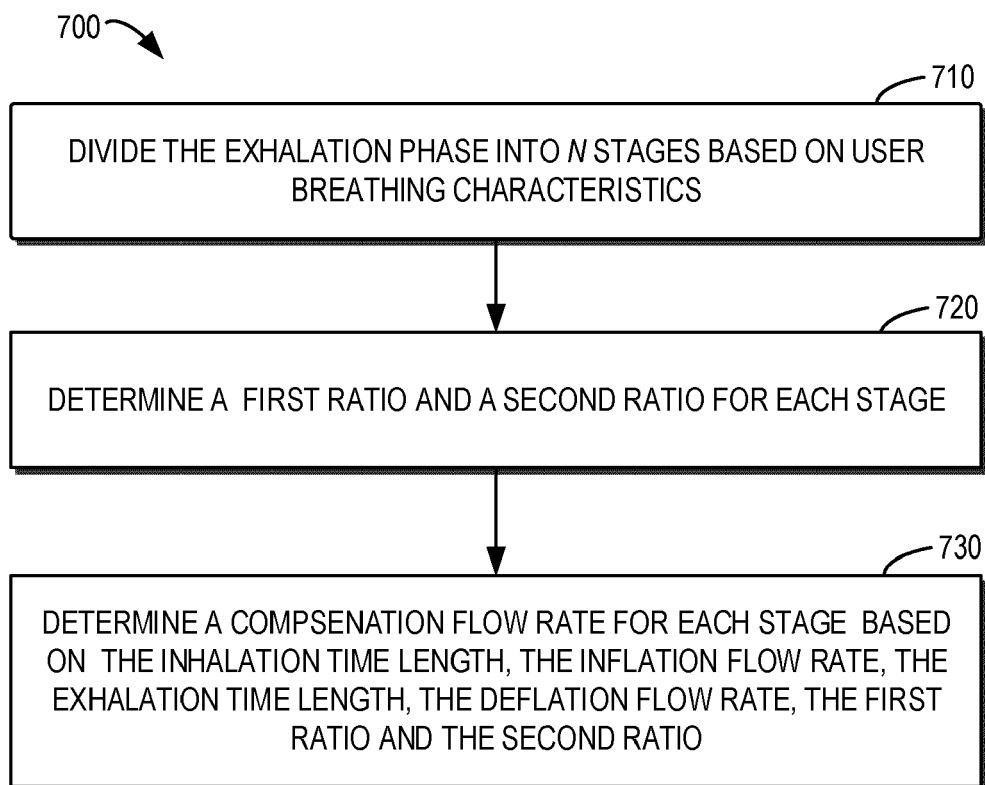 700
710
DIVIDE THE EXHALATION PHASE INTO N STAGES BASED ON USER
BREATHING CHARACTERISTICS
720
DETERMINE A FIRST RATIO AND A SECOND RATIO FOR EACH STAGE
730
DETERMINE A COMPSENATION FLOW RATE FOR EACH STAGE BASED
ON THE INHALATION TIME LENGTH, THE INFLATION FLOW RATE, THE
EXHALATION TIME LENGTH, THE DEFLATION FLOW RATE, THE FIRST
RATIO AND THE SECOND RATIO